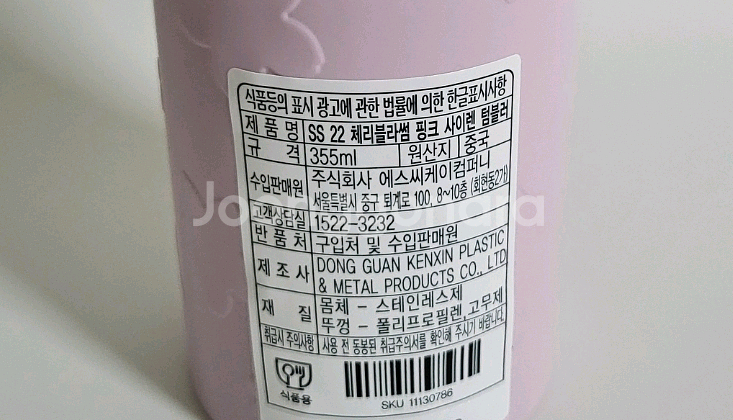 식품등의 표시 광고에 관한 법률에 의한 한글표시사항
제 품 명 SS 22 체리블라썸 핑크 사이렌 텀블러
규 격 355ml 원산지 중국
수입판매원 주식회사 에스씨케이컴퍼니
서울특별시 중구 퇴계로 100, 8~10층 (회현동2가)
고객상담실 1522-3232
반 품 처 구입처 및 수입판매원
제 조 사 DONG GUAN KENXIN PLASTIC
& METAL PRODUCTS CO., LTD
재 질 몸체 - 스테인레스제
뚜껑 - 폴리프로필렌,고무제
취급시 주의사항 사용 전 동봉된 취급주의서를 확인해 주시기 바랍니다.
식품용
SKU 11130786